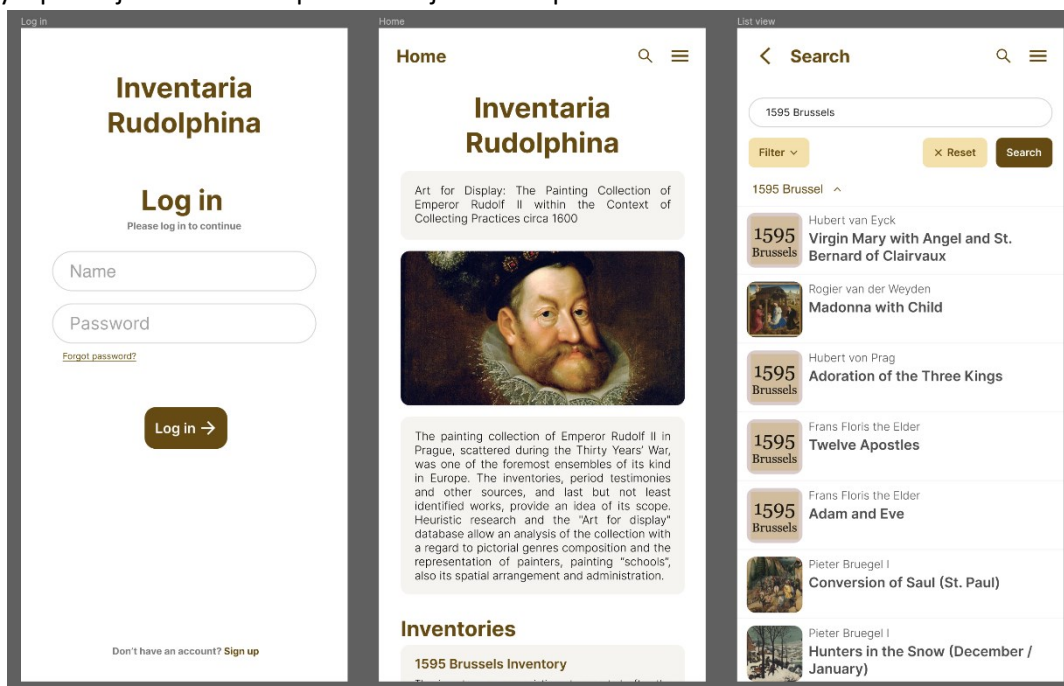 Log in
Inventaria
Rudolphina
Log in
Please log in to continue
Name
Password
Forgot password?
Log in →
Don't have an account? Sign up
Home
Home
Inventaria
Rudolphina
Art for Display: The Painting Collection of
Emperor Rudolf II within the Context of
Collecting Practices circa 1600
The painting collection of Emperor Rudolf II in
Prague, scattered during the Thirty Years' War,
was one of the foremost ensembles of its kind
in Europe. The inventories, period testimonies
and other sources, and last but not least
identified works, provide an idea of its scope.
Heuristic research and the "Art for display"
database allow an analysis of the collection with
a regard to pictorial genres composition and the
representation of painters, painting "schools",
also its spatial arrangement and administration.
Inventories
1595 Brussels Inventory
List view
Search
1595 Brussels
Filter
× Reset
Search
1595 Brussel
1595
Brussels
Hubert van Eyck
Virgin Mary with Angel and St.
Bernard of Clairvaux
Rogier van der Weyden
Madonna with Child
1595
Brussels
Hubert von Prag
Adoration of the Three Kings
1595
Brussels
Frans Floris the Elder
Twelve Apostles
1595
Brussels
Frans Floris the Elder
Adam and Eve
Pieter Bruegel I
Conversion of Saul (St. Paul)
Pieter Bruegel I
Hunters in the Snow (December /
January)